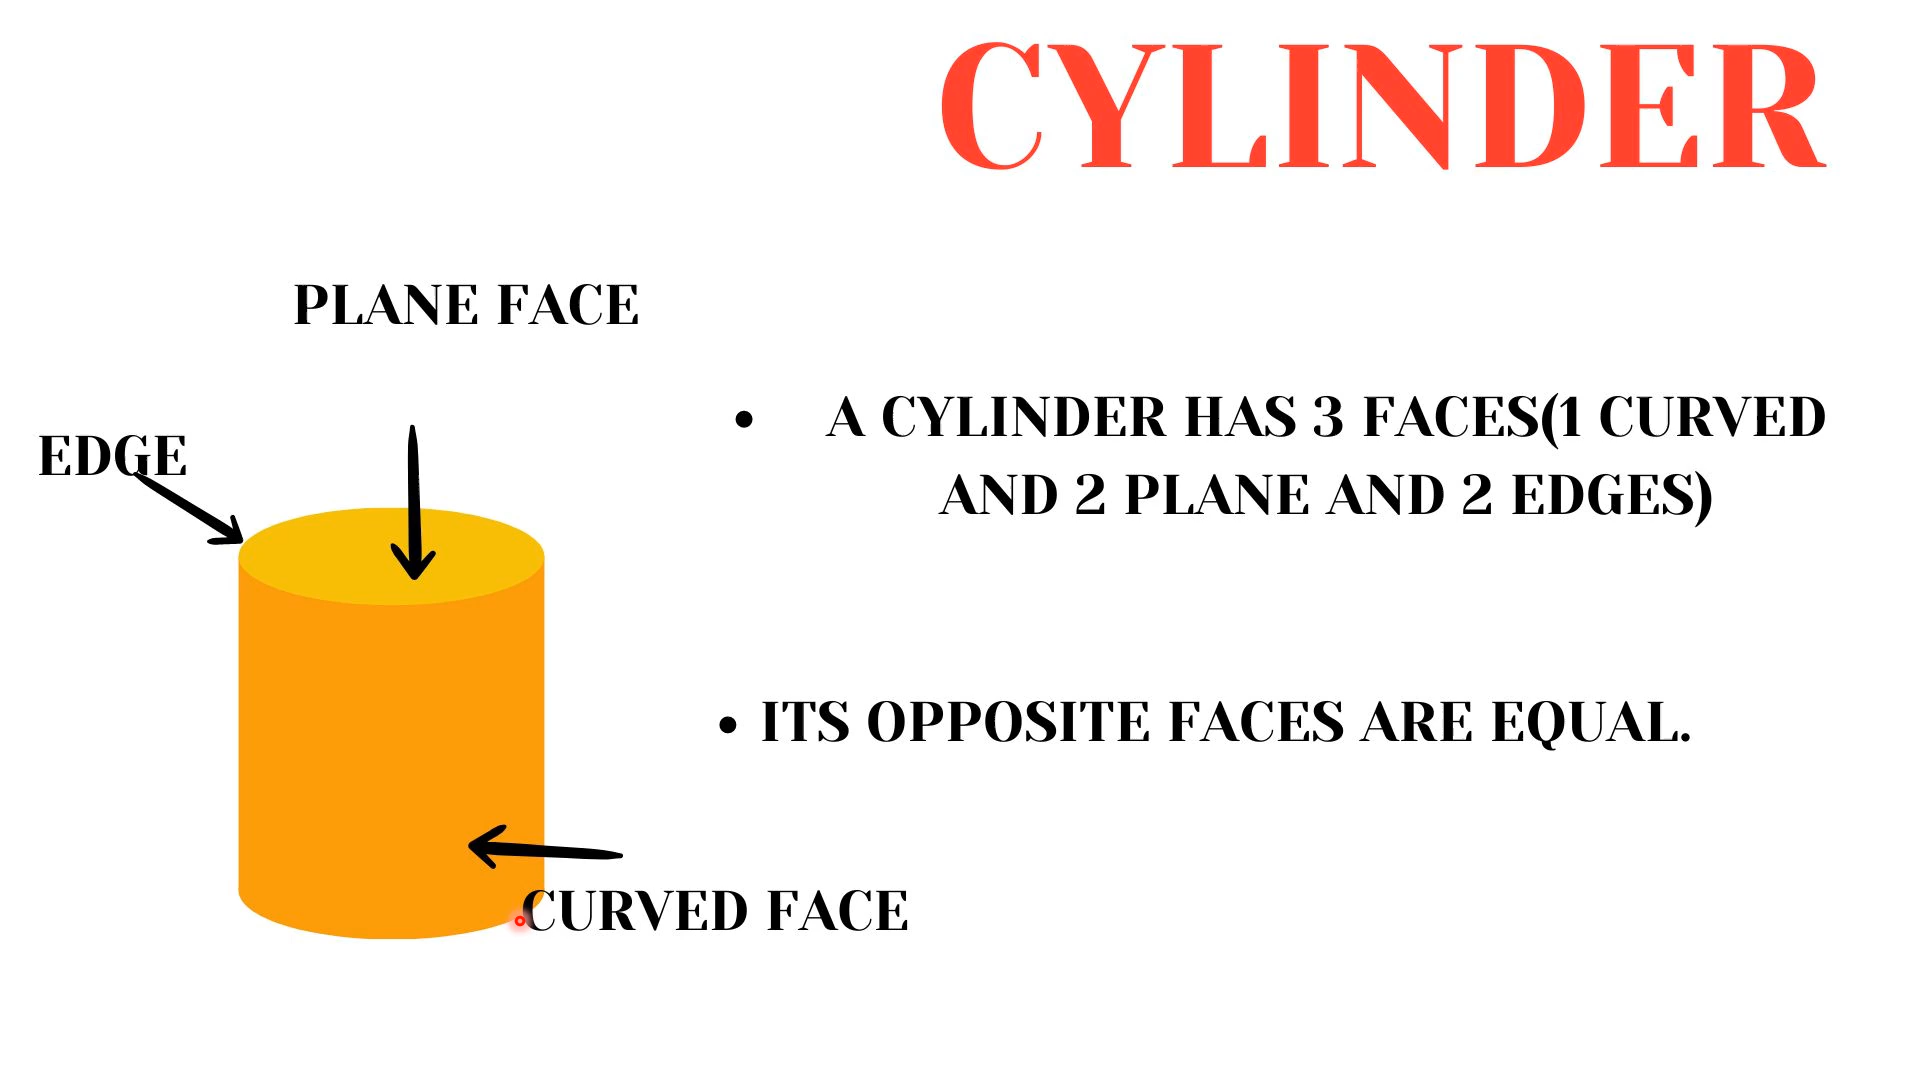 CYLINDER
PLANE FACE
EDGE
• A CYLINDER HAS 3 FACES(1 CURVED
AND 2 PLANE AND 2 EDGES)
• ITS OPPOSITE FACES ARE EQUAL.
CURVED FACE